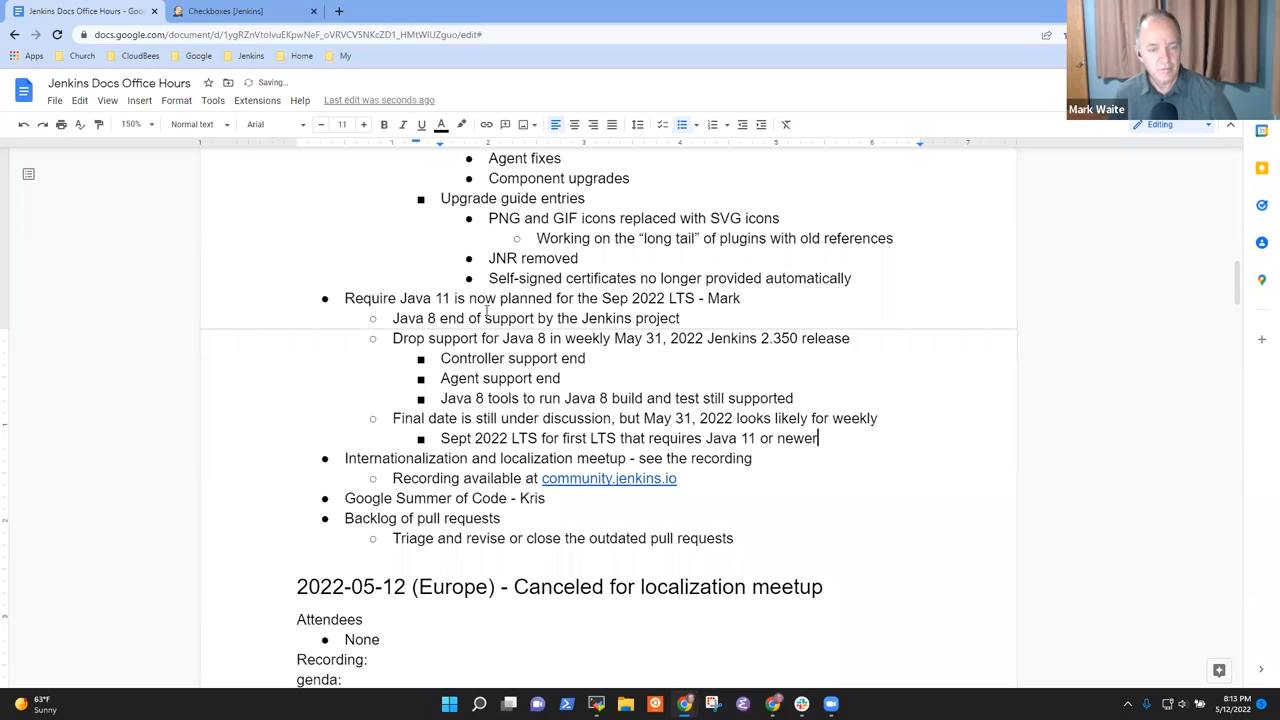 Jenkins Docs Office Hours - Goo
Checkboxes [Jenkins]
docs.google.com/document/d/1ygRZnVtoIvuEKpwNeF_oVRVCV5NKcZD1_HMtWIUZguo/edit#
Apps
Church
CloudBees
Google
Jenkins
Home
My
Jenkins Docs Office Hours
Saving...
File Edit View Insert Format Tools Extensions Help Last edit was seconds ago
150%
Normal text
Arial
11
Editing
Mark Waite
Agent fixes
Component upgrades
Upgrade guide entries
PNG and GIF icons replaced with SVG icons
Working on the “long tail” of plugins with old references
JNR removed
Self-signed certificates no longer provided automatically
Require Java 11 is now planned for the Sep 2022 LTS - Mark
Java 8 end of support by the Jenkins project
Drop support for Java 8 in weekly May 31, 2022 Jenkins 2.350 release
Controller support end
Agent support end
Java 8 tools to run Java 8 build and test still supported
Final date is still under discussion, but May 31, 2022 looks likely for weekly
Sept 2022 LTS for first LTS that requires Java 11 or newer
Internationalization and localization meetup - see the recording
Recording available at community.jenkins.io
Google Summer of Code - Kris
Backlog of pull requests
Triage and revise or close the outdated pull requests
2022-05-12 (Europe) - Canceled for localization meetup
Attendees
None
Recording:
genda:
63°F
Sunny
8:13 PM
5/12/2022